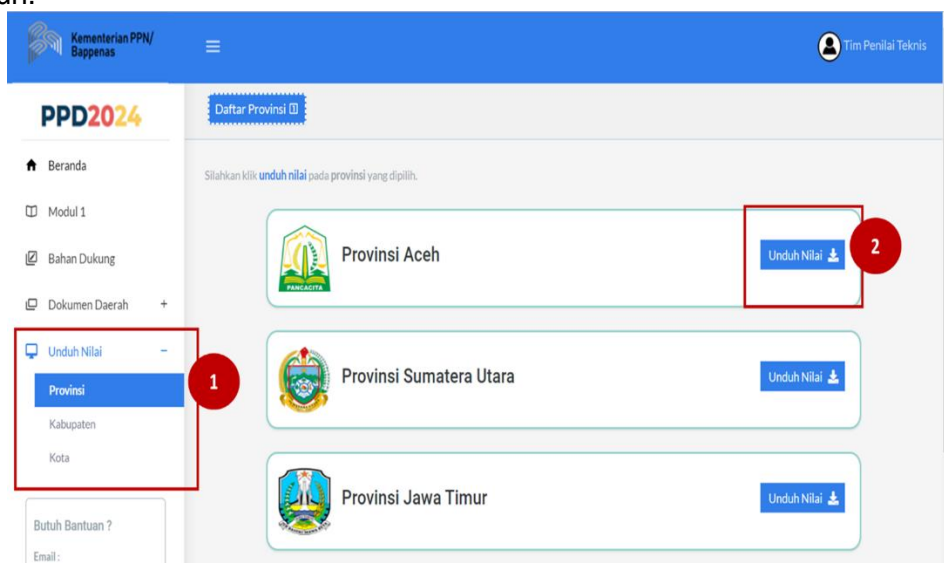 Kementerian PPN/
Bappenas
Tim Penilai Teknis
PPD2024
Daftar Provinsi
Beranda
Silahkan klik unduh nilai pada provinsi yang dipilih.
Modul 1
Bahan Dukung
Dokumen Daerah +
Unduh Nilai -
Provinsi
Kabupaten
Kota
1
Butuh Bantuan ?
Email :
PANCACITA
Provinsi Aceh
Unduh Nilai
2
Provinsi Sumatera Utara
Unduh Nilai
Provinsi Jawa Timur
Unduh Nilai